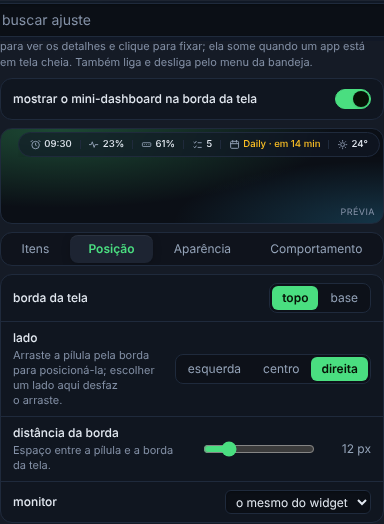 buscar ajuste
para ver os detalhes e clique para fixar; ela some quando um app está
em tela cheia. Também liga e desliga pelo menu da bandeja.
mostrar o mini-dashboard na borda da tela
09:30 23% 61% 5 Daily · em 14 min 24°
PRÉVIA
Itens Posição Aparência Comportamento
borda da tela
topo base
lado
Arraste a pílula pela borda
para posicioná-la; escolher
um lado aqui desfaz
o arraste.
esquerda centro direita
distância da borda
Espaço entre a pílula e a borda
da tela.
12 px
monitor
o mesmo do widget